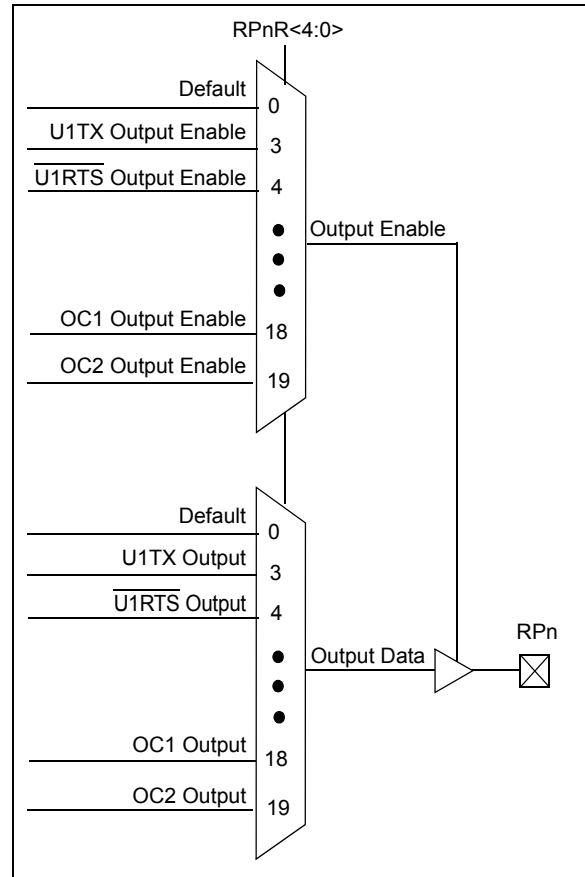 RPnR<4:0>
Default
0
U1TX Output Enable
3
U1RTS Output Enable
4
Output Enable
OC1 Output Enable
18
OC2 Output Enable
19
Default
0
U1TX Output
3
U1RTS Output
4
RPn
Output Data
OC1 Output
18
OC2 Output
19